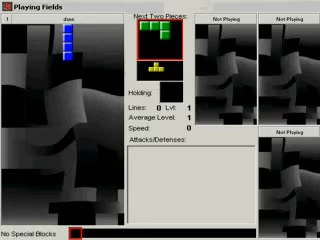 Playing Fields
1
dsen
Next Two Pieces:
Not Playing
Not Playing
Holding:
Lines: 0 Lvl: 1
Average Level: 1
Speed: 0
Attacks/Defenses:
Not Playing
No Special Blocks